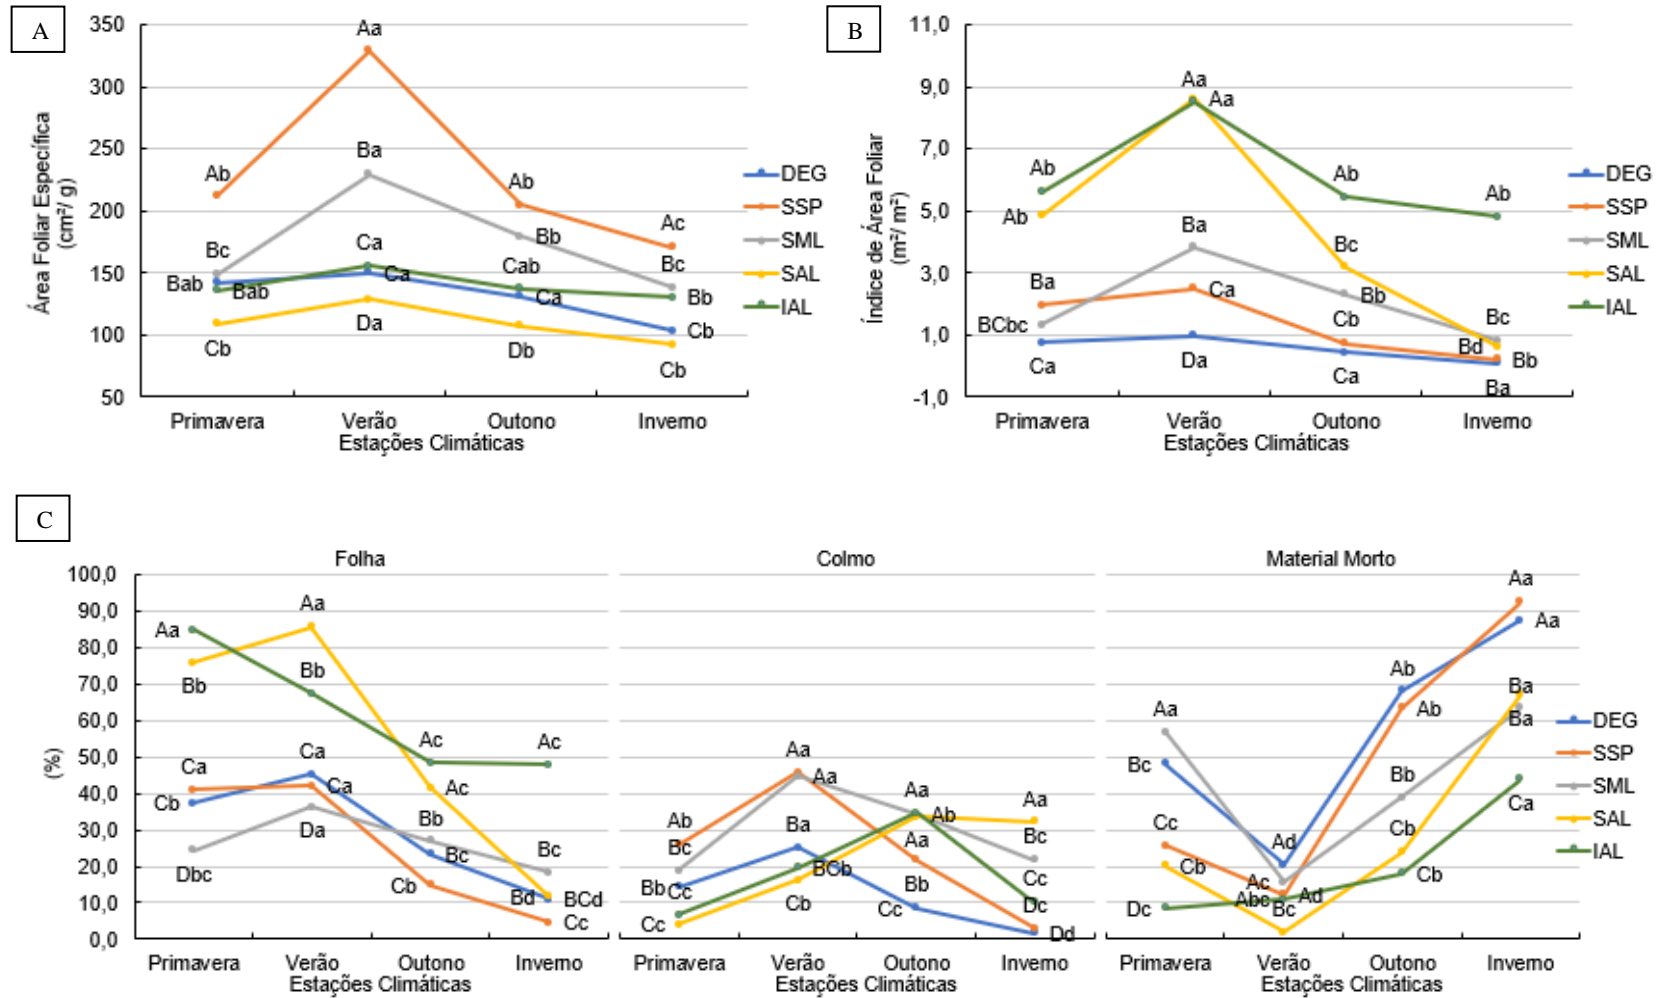 A
350
300
250
200
150
100
50
Área Foliar Específica
(cm²/ g)
Aa
Ab
Ba
Ab
Bc
Ca
Bb
Ac
Bab
Bab
Ca
Cab
Ca
Bc
Bb
Cb
Da
Db
Cb
Cb
Primavera Verão Outono Inverno
Estações Climáticas
DEG
SSP
SML
SAL
IAL
B
11,0
9,0
7,0
5,0
3,0
1,0
-1,0
Índice de Área Foliar
(m²/ m²)
Aa
Aa
Ab
Ab
Ab
Ab
Ba
Bc
Ba
Ca
Bb
BCbc
Cb
Bc
Bd
Bb
Ca
Da
Ca
Ba
Primavera Verão Outono Inverno
Estações Climáticas
DEG
SSP
SML
SAL
IAL
C
Folha Colmo Material Morto
100,0
90,0
80,0
70,0
60,0
50,0
40,0
30,0
20,0
10,0
0,0
(%)
Aa
Aa
Bb
Bb
Ac
Ac
Ca
Ca
Cb
Ca
Ac
Da
Bb
Dbc
Bc
Bc
Cb
Bd
BCd
Cc
Primavera Verão Outono Inverno
Estações Climáticas
Aa
Aa
Ab
Ba
Aa
Ab
Aa
Bc
Aa
Bc
Bb
Cc
BCb
Bb
Cc
Cc
Cb
Cc
Dc
Dd
Primavera Verão Outono Inverno
Estações Climáticas
Aa
Aa
Aa
Bc
Ab
Ab
Ba
Ba
Cc
Ad
Bb
Cb
Ac
Cb
Ca
Dc
Abc
Ad
Bc
Cb
Primavera Verão Outono Inverno
Estações Climáticas
DEG
SSP
SML
SAL
IAL